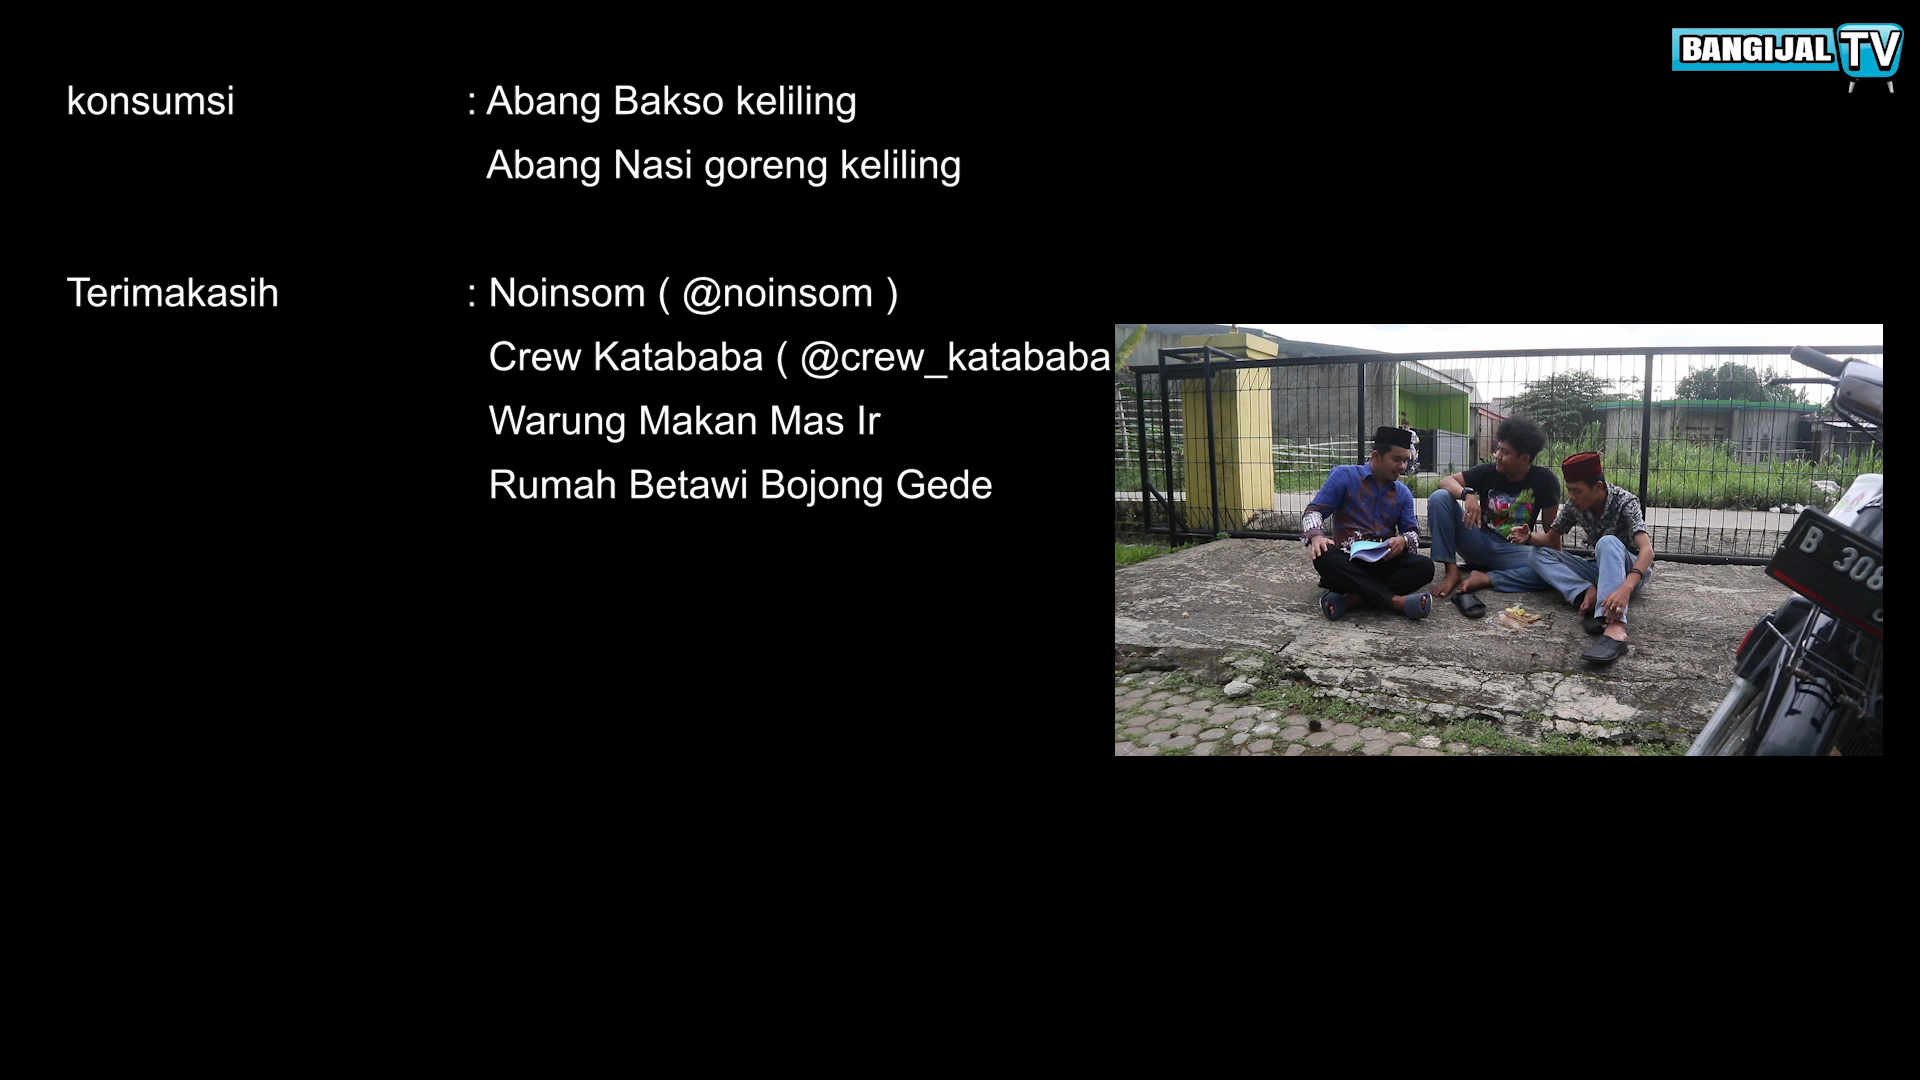 BANGIJAL TV
konsumsi : Abang Bakso keliling
Abang Nasi goreng keliling
Terimakasih : Noinsom ( @noinsom )
Crew Katababa ( @crew_katababa
Warung Makan Mas Ir
Rumah Betawi Bojong Gede
B 308